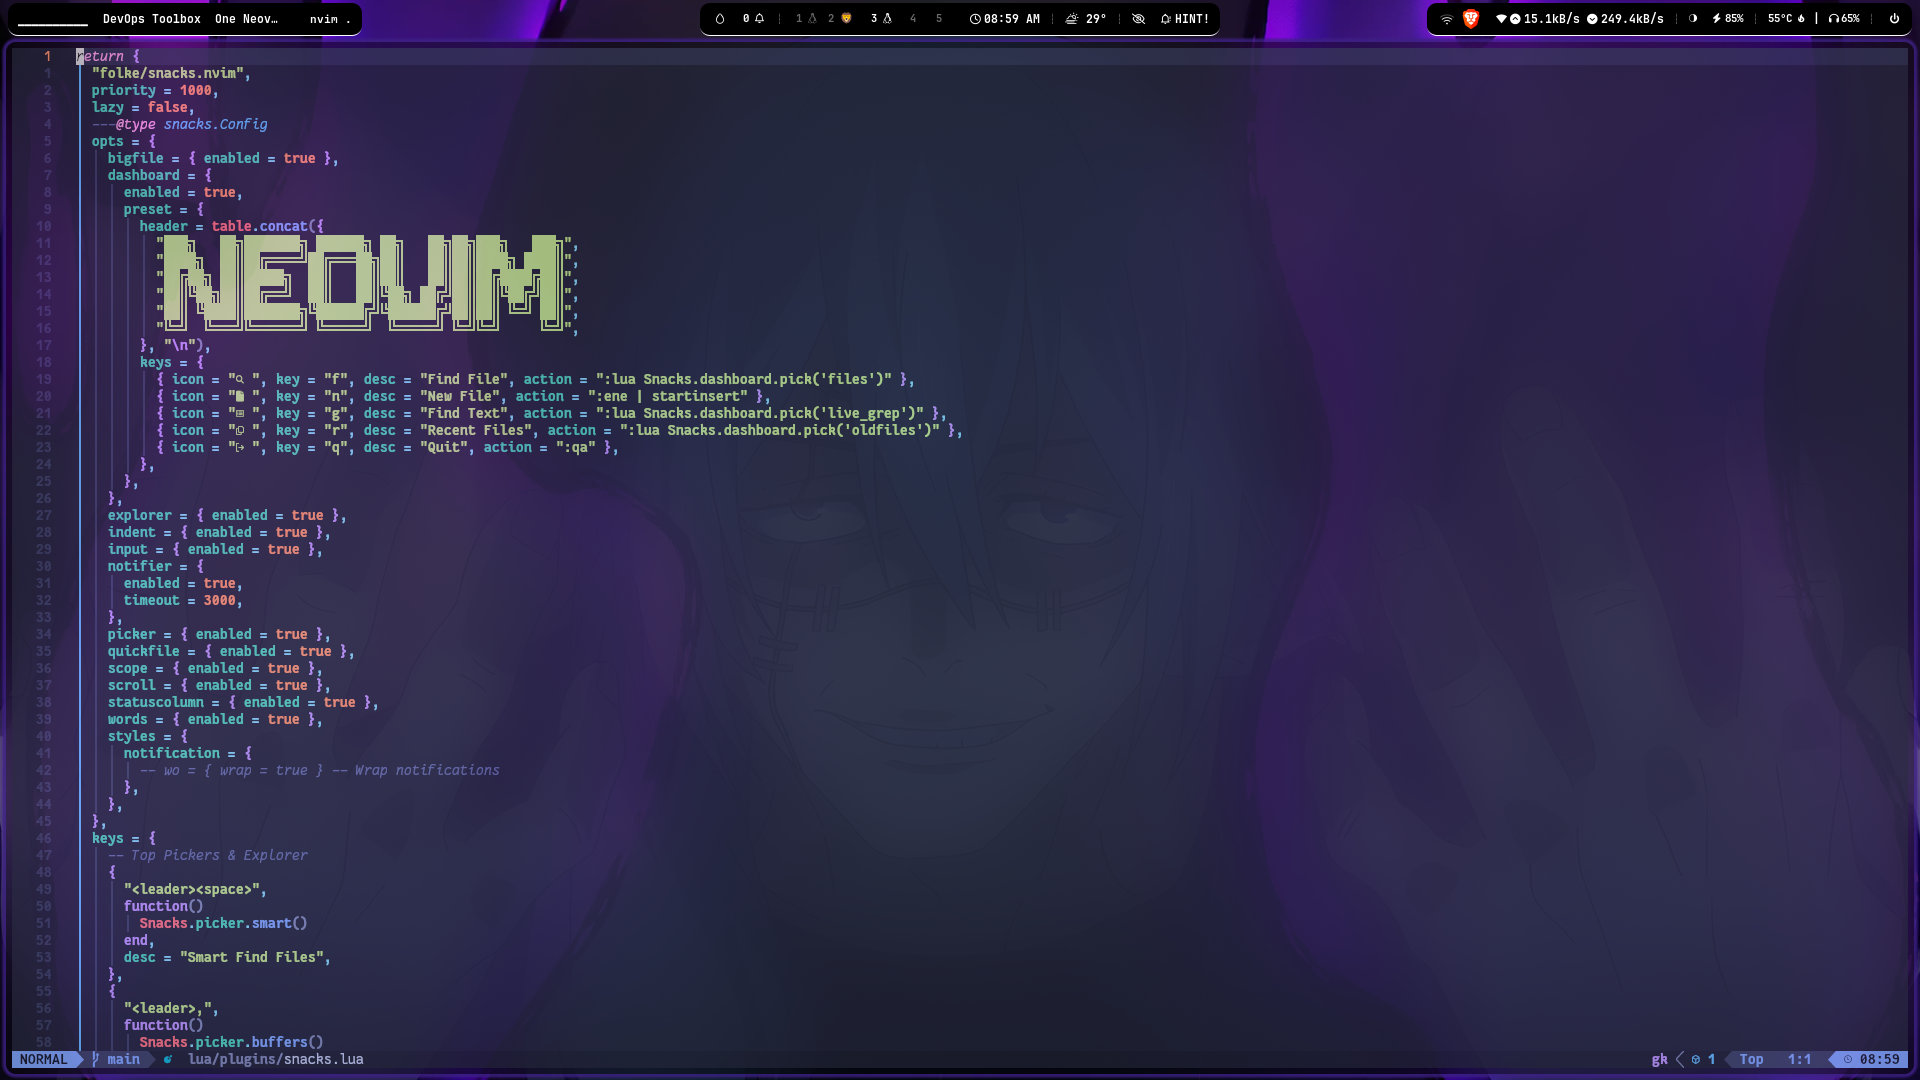 DevOps Toolbox One Neov… nvim .
0 1 2 3 4 5 08:59 AM 29° HINT!
15.1kB/s 249.4kB/s 85% 55°C 65%
1 return {
1 "folke/snacks.nvim",
2 priority = 1000,
3 lazy = false,
4 ---@type snacks.Config
5 opts = {
6 bigfile = { enabled = true },
7 dashboard = {
8 enabled = true,
9 preset = {
10 header = table.concat({
11 "███╗   ██╗███████╗ ██████╗ ██╗   ██╗██╗███╗   ███╗",
12 "████╗  ██║██╔════╝██╔═══██╗██║   ██║██║████╗ ████║",
13 "██╔██╗ ██║█████╗  ██║   ██║██║   ██║██║██╔████╔██║",
14 "██║╚██╗██║██╔══╝  ██║   ██║╚██╗ ██╔╝██║██║╚██╔╝██║",
15 "██║ ╚████║███████╗╚██████╔╝ ╚████╔╝ ██║██║ ╚═╝ ██║",
16 "╚═╝  ╚═══╝╚══════╝ ╚═════╝   ╚═══╝  ╚═╝╚═╝     ╚═╝",
17 }, "\n"),
18 keys = {
19 { icon = " ", key = "f", desc = "Find File", action = ":lua Snacks.dashboard.pick('files')" },
20 { icon = " ", key = "n", desc = "New File", action = ":ene | startinsert" },
21 { icon = " ", key = "g", desc = "Find Text", action = ":lua Snacks.dashboard.pick('live_grep')" },
22 { icon = " ", key = "r", desc = "Recent Files", action = ":lua Snacks.dashboard.pick('oldfiles')" },
23 { icon = " ", key = "q", desc = "Quit", action = ":qa" },
24 },
25 },
26 },
27 explorer = { enabled = true },
28 indent = { enabled = true },
29 input = { enabled = true },
30 notifier = {
31 enabled = true,
32 timeout = 3000,
33 },
34 picker = { enabled = true },
35 quickfile = { enabled = true },
36 scope = { enabled = true },
37 scroll = { enabled = true },
38 statuscolumn = { enabled = true },
39 words = { enabled = true },
40 styles = {
41 notification = {
42 -- wo = { wrap = true } -- Wrap notifications
43 },
44 },
45 },
46 keys = {
47 -- Top Pickers & Explorer
48 {
49 "<leader><space>",
50 function()
51 Snacks.picker.smart()
52 end,
53 desc = "Smart Find Files",
54 },
55 {
56 "<leader>,",
57 function()
58 Snacks.picker.buffers()
NORMAL main lua/plugins/snacks.lua gk 1 Top 1:1 08:59